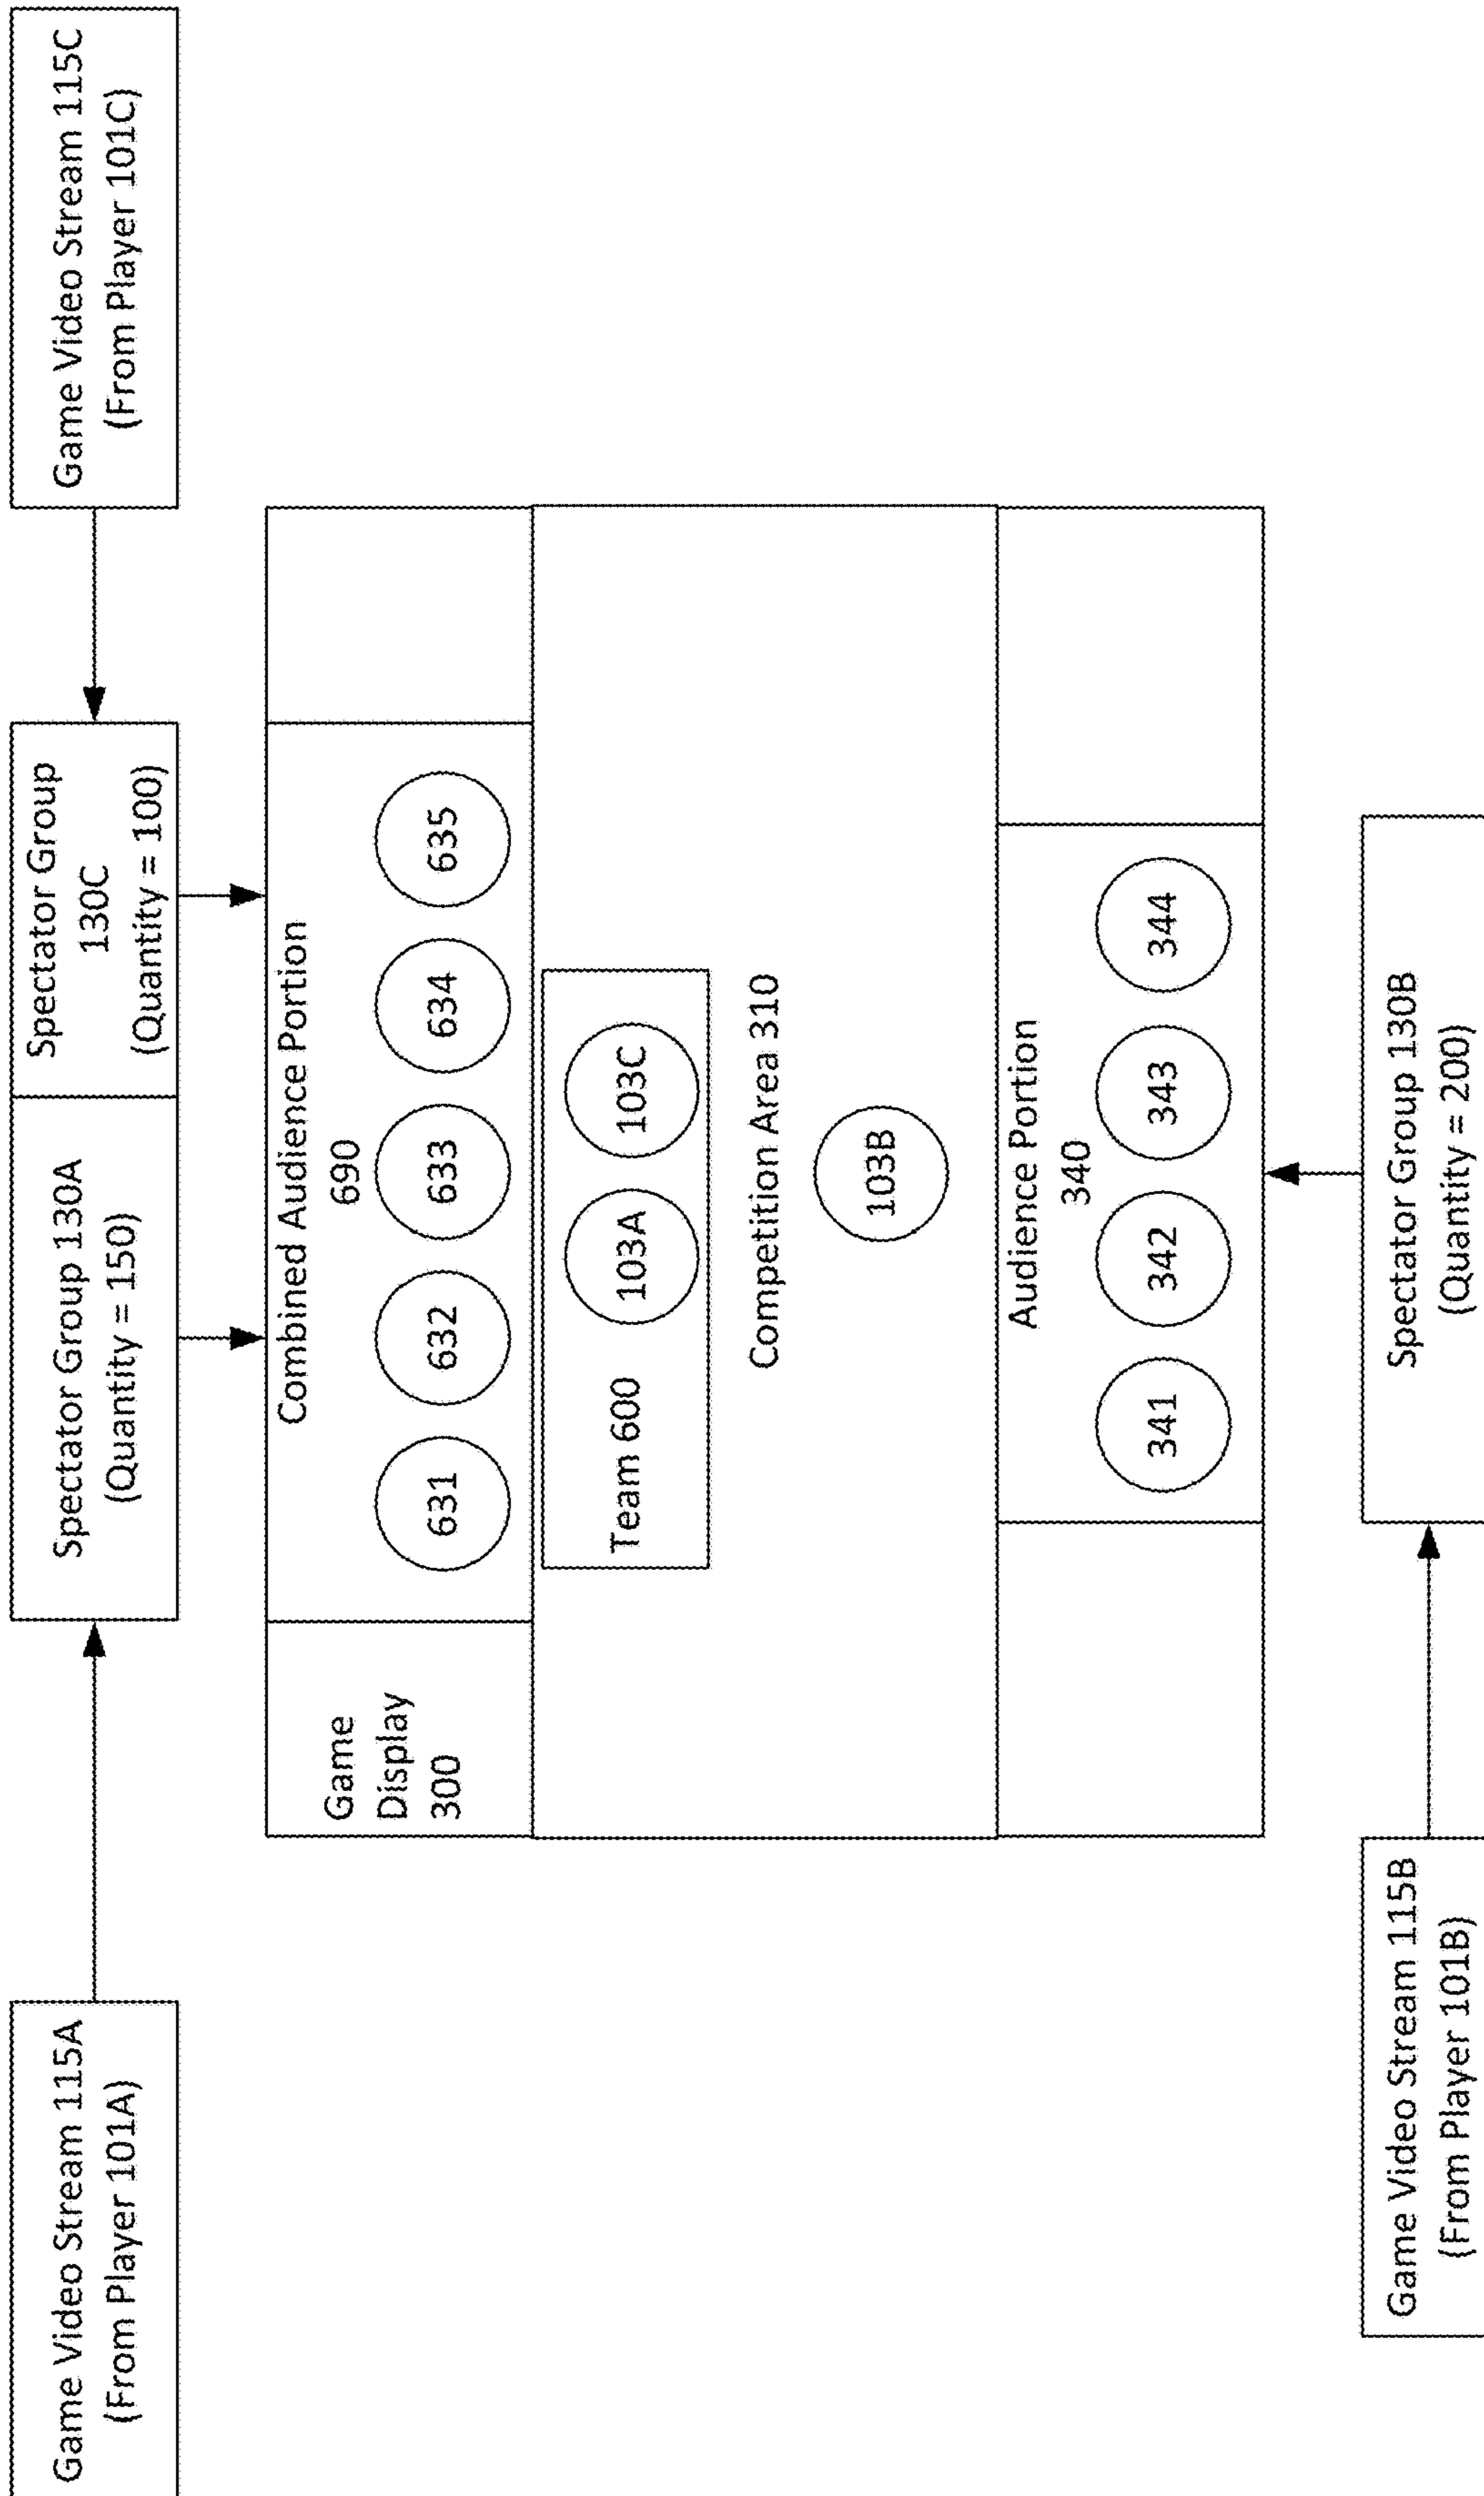 Game Video Stream 115A
(From Player 101A)
Spectator Group 130A
(Quantity = 150)
Spectator Group
130C
(Quantity = 100)
Game Video Stream 115C
(From Player 101C)
Game
Display
300
Combined Audience Portion
690
631
632
633
634
635
Team 600
103A
103C
Competition Area 310
103B
Audience Portion
340
341
342
343
344
Game Video Stream 115B
(From Player 101B)
Spectator Group 130B
(Quantity = 200)